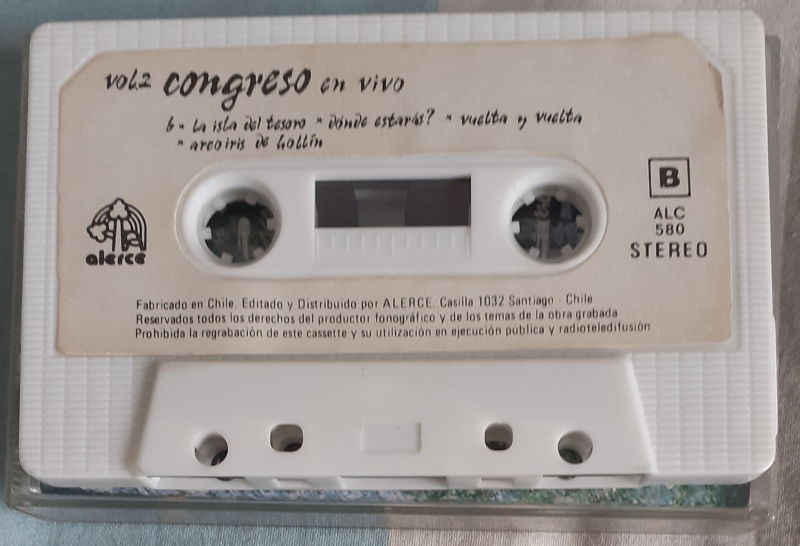 vol.2 congreso en vivo
b - La isla del tesoro * dónde estarás? * vuelta y vuelta
* arcoiris de hollín
B
ALC
580
STEREO
alerce
Fabricado en Chile. Editado y Distribuido por ALERCE. Casilla 1032 Santiago - Chile
Reservados todos los derechos del productor fonográfico y de los temas de la obra grabada
Prohibida la regrabación de este cassette y su utilización en ejecución pública y radioteledifusión